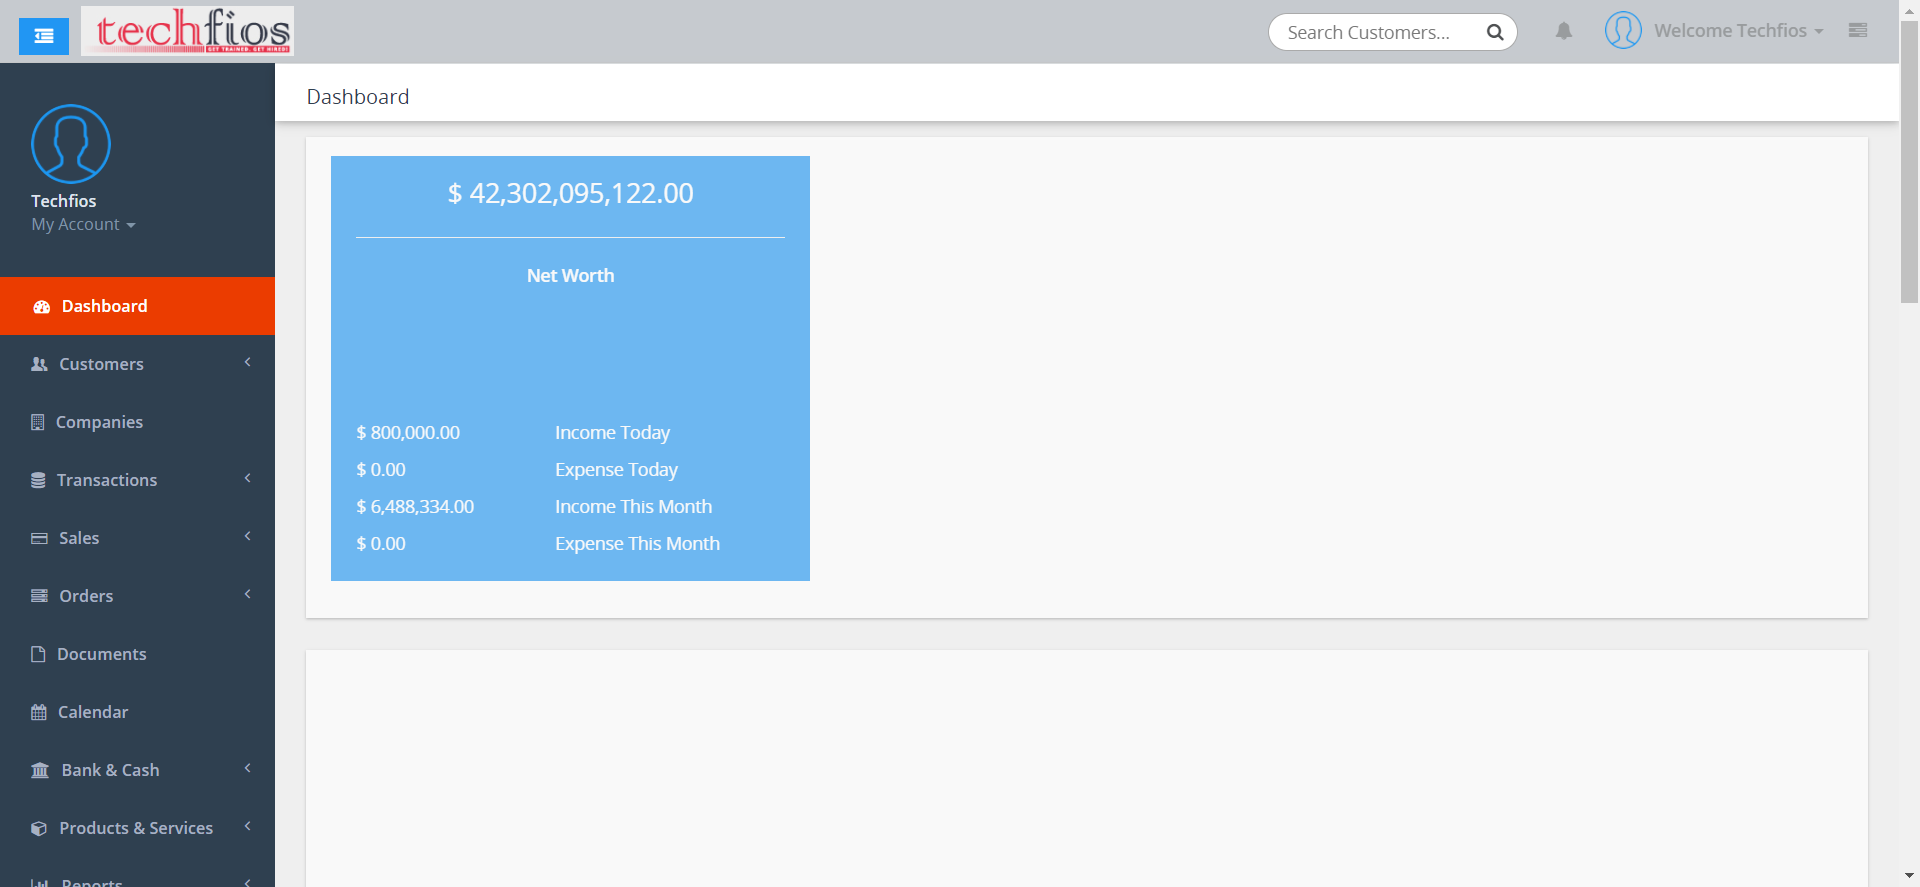 techfios
GET TRAINED. GET HIRED!
Search Customers...
Welcome Techfios
Techfios
My Account
Dashboard
Customers
Companies
Transactions
Sales
Orders
Documents
Calendar
Bank & Cash
Products & Services
Reports
Dashboard
$ 42,302,095,122.00
Net Worth
$ 800,000.00 Income Today
$ 0.00 Expense Today
$ 6,488,334.00 Income This Month
$ 0.00 Expense This Month